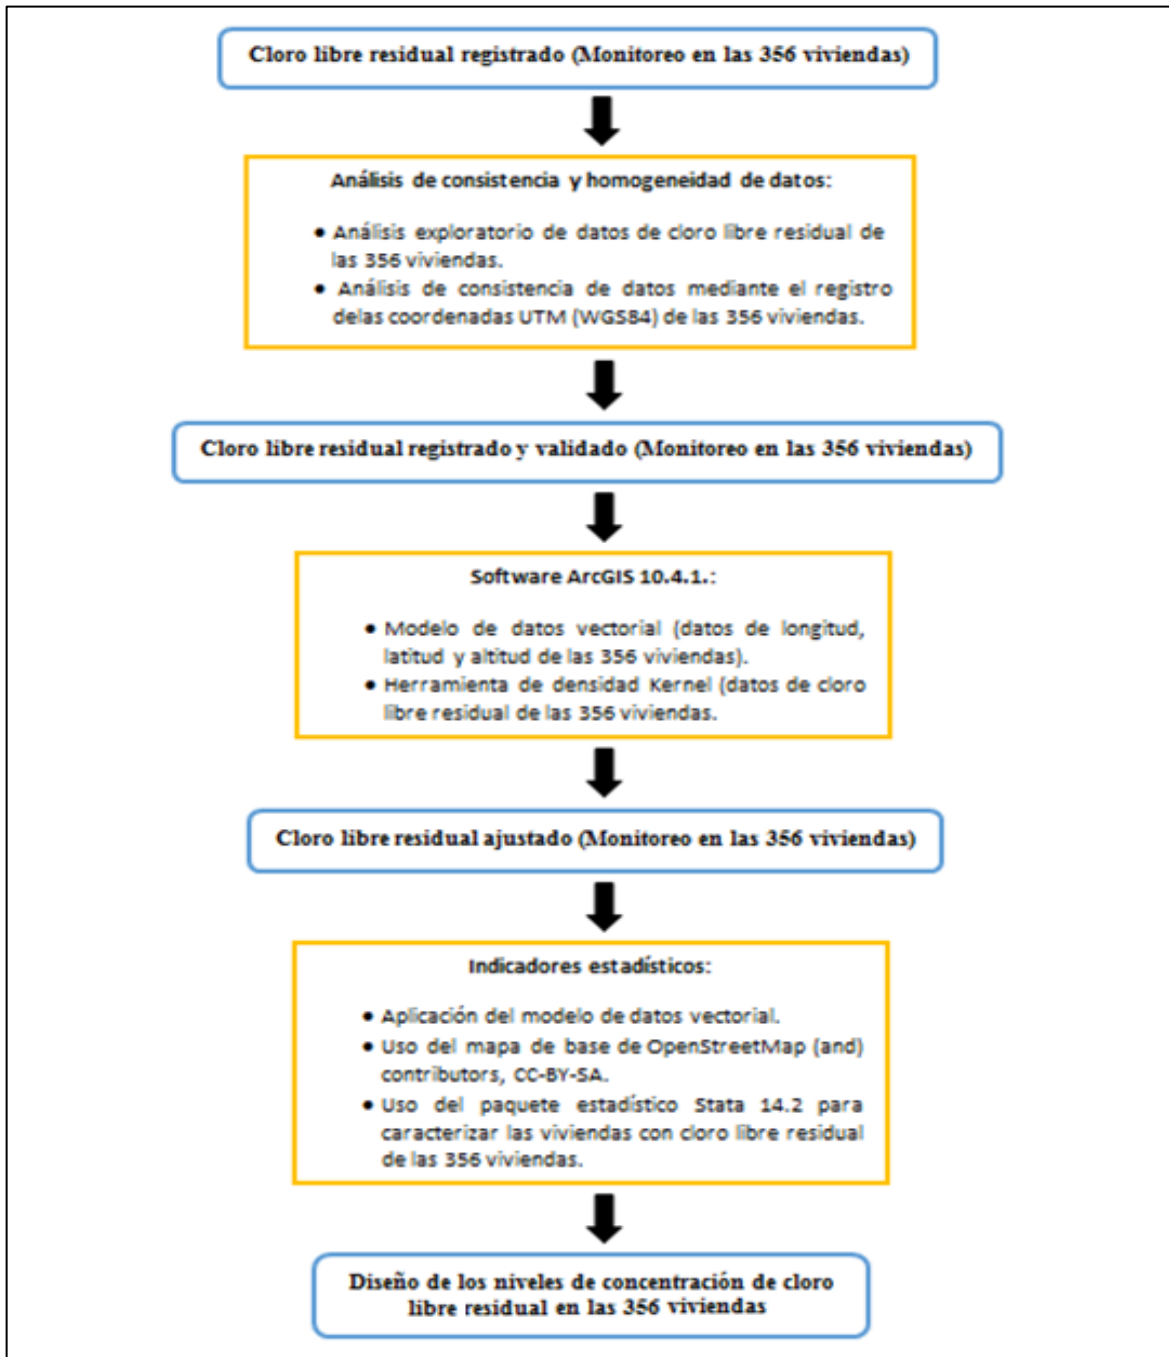 Cloro libre residual registrado (Monitoreo en las 356 viviendas)
Análisis de consistencia y homogeneidad de datos:
• Análisis exploratorio de datos de cloro libre residual de
las 356 viviendas.
• Análisis de consistencia de datos mediante el registro
delas coordenadas UTM (WGS84) de las 356 viviendas.
Cloro libre residual registrado y validado (Monitoreo en las 356 viviendas)
Software ArcGIS 10.4.1.:
• Modelo de datos vectorial (datos de longitud,
latitud y altitud de las 356 viviendas).
• Herramienta de densidad Kernel (datos de cloro
libre residual de las 356 viviendas.
Cloro libre residual ajustado (Monitoreo en las 356 viviendas)
Indicadores estadísticos:
• Aplicación del modelo de datos vectorial.
• Uso del mapa de base de OpenStreetMap (and)
contributors, CC-BY-SA.
• Uso del paquete estadístico Stata 14.2 para
caracterizar las viviendas con cloro libre residual
de las 356 viviendas.
Diseño de los niveles de concentración de cloro
libre residual en las 356 viviendas